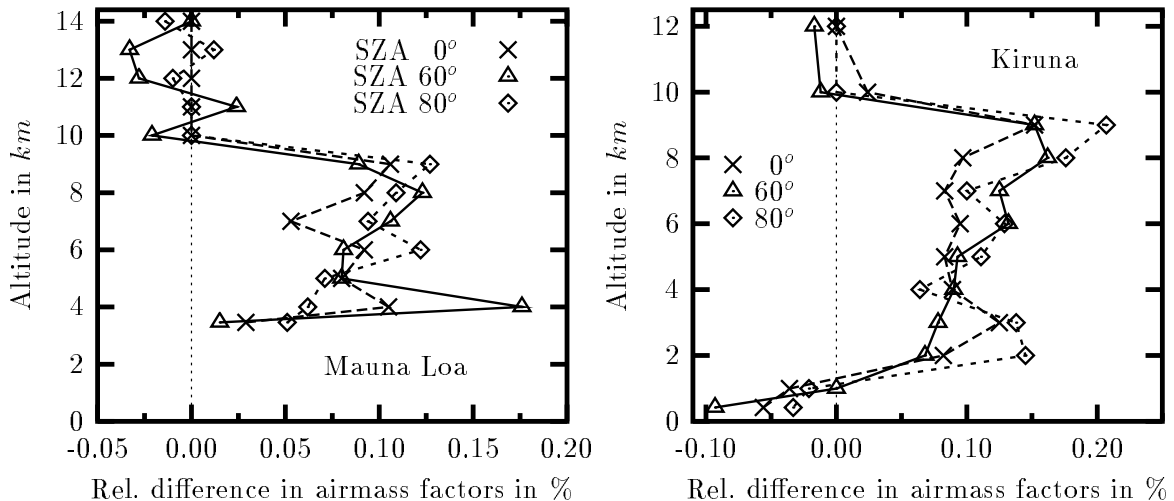 14
12
10
8
6
4
2
0
Altitude in km
SZA 0°
SZA 60°
SZA 80°
Mauna Loa
-0.05 0.00 0.05 0.10 0.15 0.20
Rel. difference in airmass factors in %
12
10
8
6
4
2
0
Altitude in km
Kiruna
0°
60°
80°
-0.10 0.00 0.10 0.20
Rel. difference in airmass factors in %